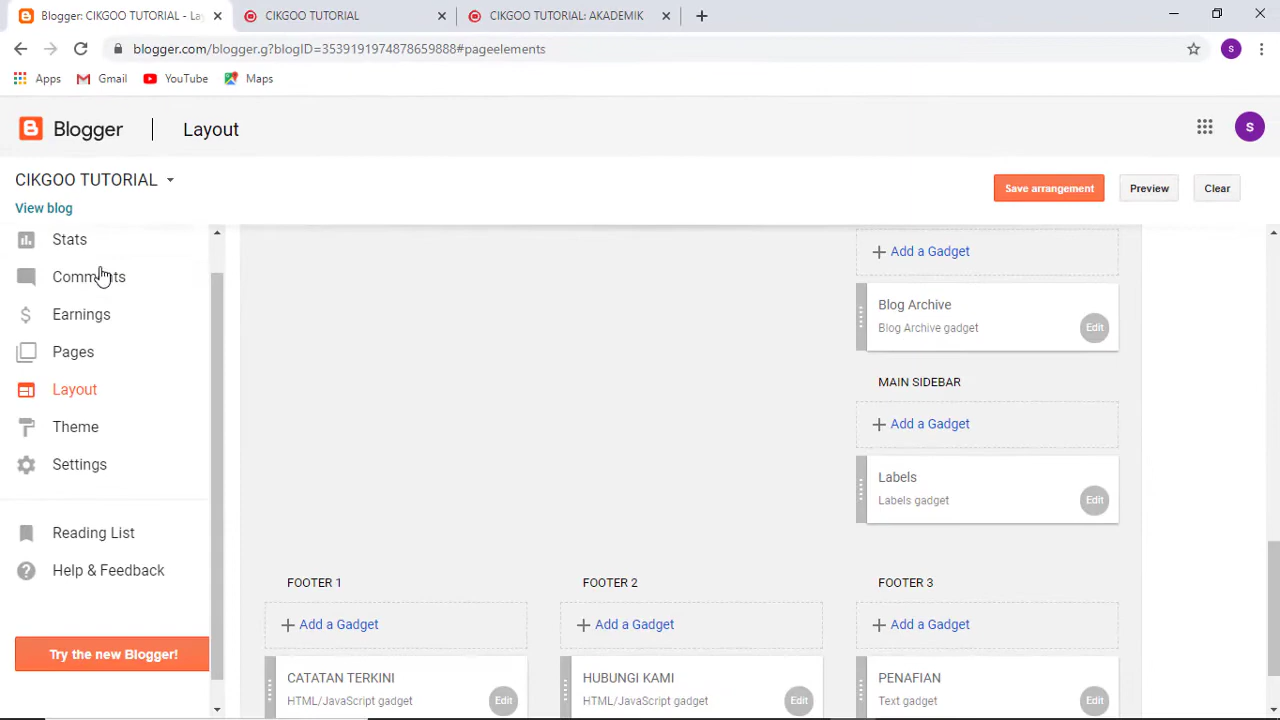 Blogger: CIKGOO TUTORIAL - La
CIKGOO TUTORIAL
CIKGOO TUTORIAL: AKADEMIK
blogger.com/blogger.g?blogID=3539191974878659888#pageelements
s
Apps
Gmail
YouTube
Maps
Blogger
Layout
s
CIKGOO TUTORIAL
Save arrangement
Preview
Clear
View blog
Stats
Comments
Earnings
Pages
Layout
Theme
Settings
Reading List
Help & Feedback
Try the new Blogger!
+ Add a Gadget
Blog Archive
Blog Archive gadget
Edit
MAIN SIDEBAR
+ Add a Gadget
Labels
Labels gadget
Edit
FOOTER 1
+ Add a Gadget
CATATAN TERKINI
HTML/JavaScript gadget
Edit
FOOTER 2
+ Add a Gadget
HUBUNGI KAMI
HTML/JavaScript gadget
Edit
FOOTER 3
+ Add a Gadget
PENAFIAN
Text gadget
Edit